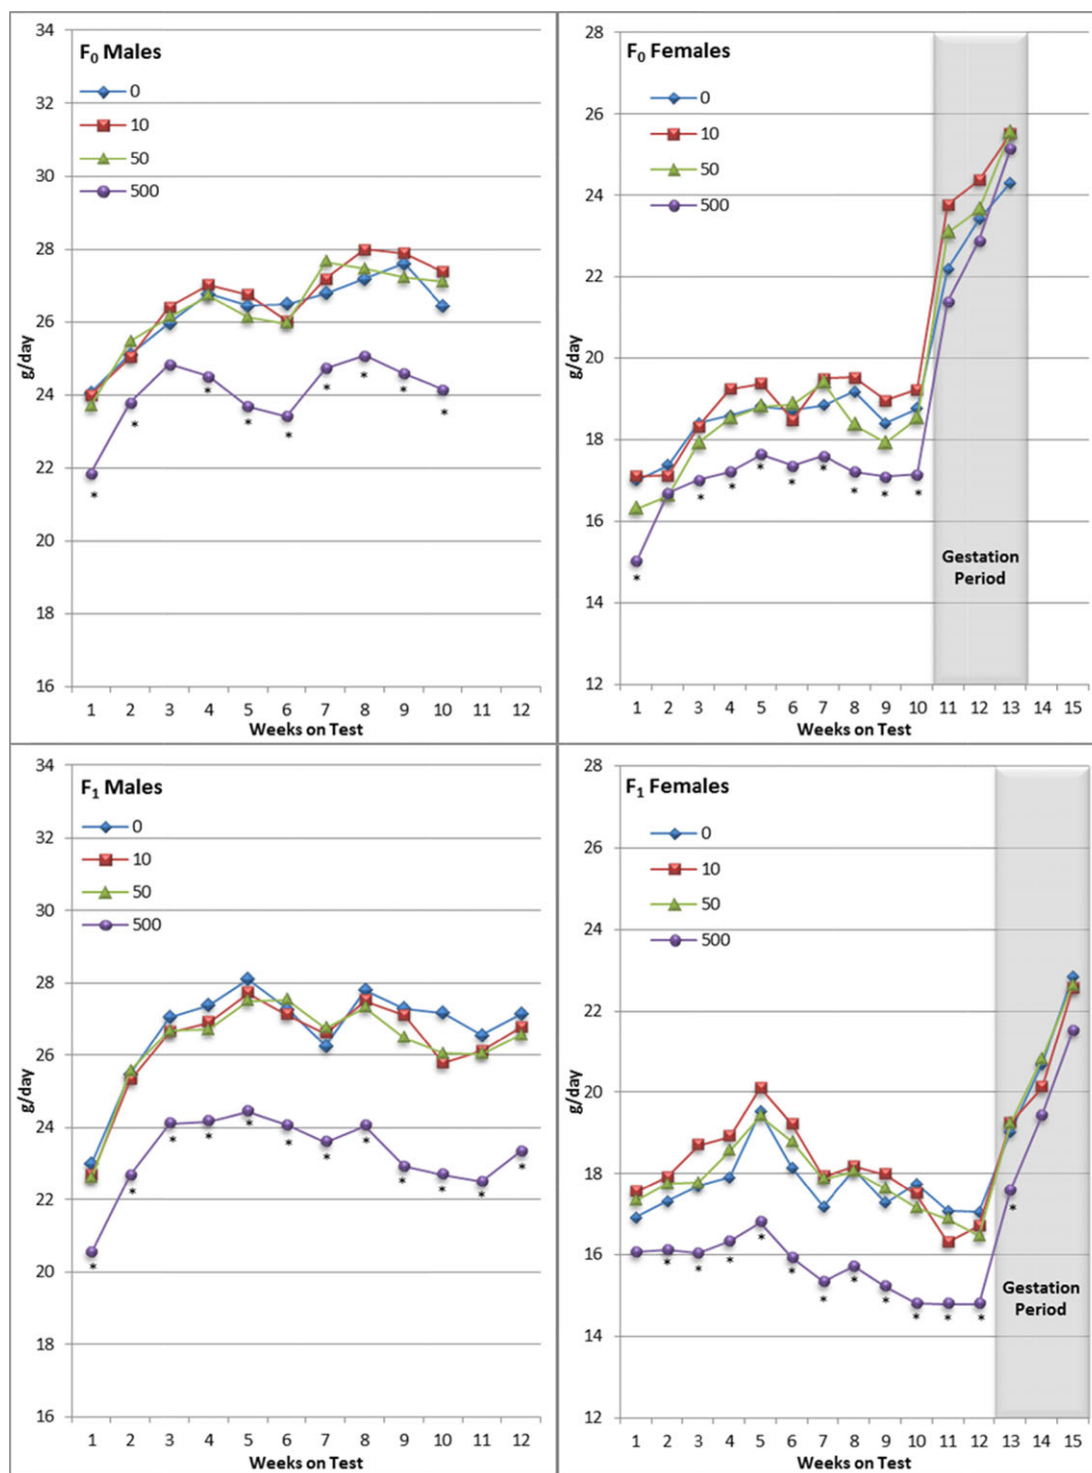 F₀ Males
0
10
50
500
34
32
30
28
26
24
22
20
18
16
g/day
1 2 3 4 5 6 7 8 9 10 11 12
Weeks on Test
* * * * * * * * *
F₀ Females
0
10
50
500
28
26
24
22
20
18
16
14
12
g/day
Gestation
Period
1 2 3 4 5 6 7 8 9 10 11 12 13 14 15
Weeks on Test
* * * * * * * * *
F₁ Males
0
10
50
500
34
32
30
28
26
24
22
20
18
16
g/day
1 2 3 4 5 6 7 8 9 10 11 12
Weeks on Test
* * * * * * * * * * * *
F₁ Females
0
10
50
500
28
26
24
22
20
18
16
14
12
g/day
Gestation
Period
1 2 3 4 5 6 7 8 9 10 11 12 13 14 15
Weeks on Test
* * * * * * * * * * * *